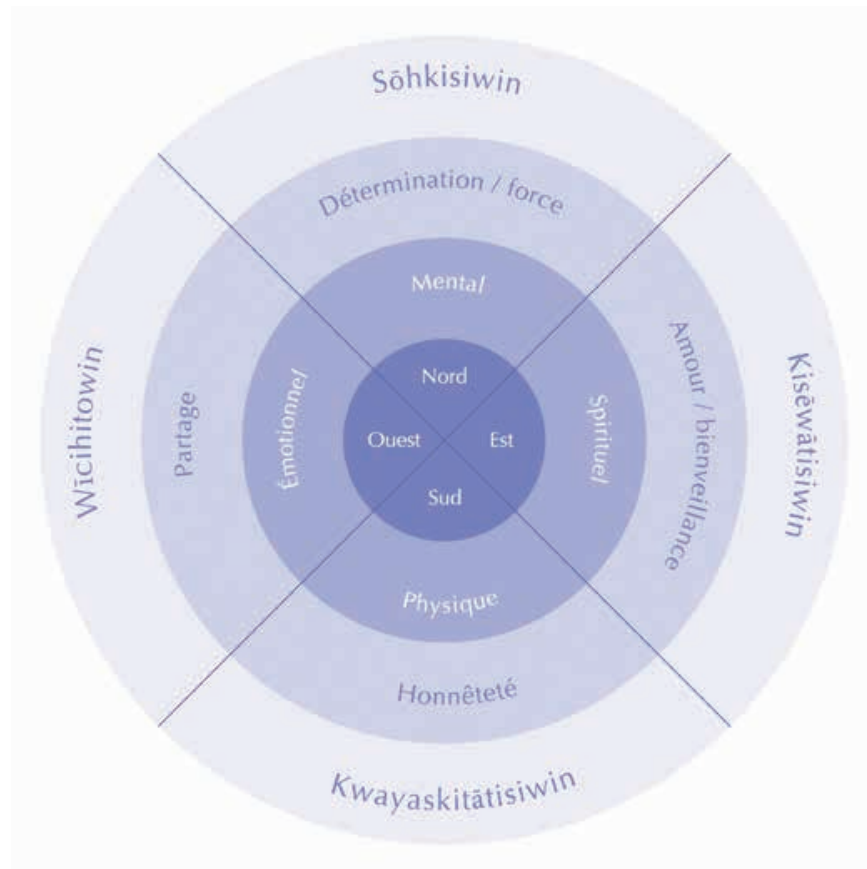 Sōhkisiwin
Détermination / force
Mental
Nord
Wīcihitowin
Partage
Émotionnel
Ouest
Est
Spirituel
Amour / bienveillance
Kisēwātisiwin
Sud
Physique
Honnêteté
Kwayaskitātisiwin